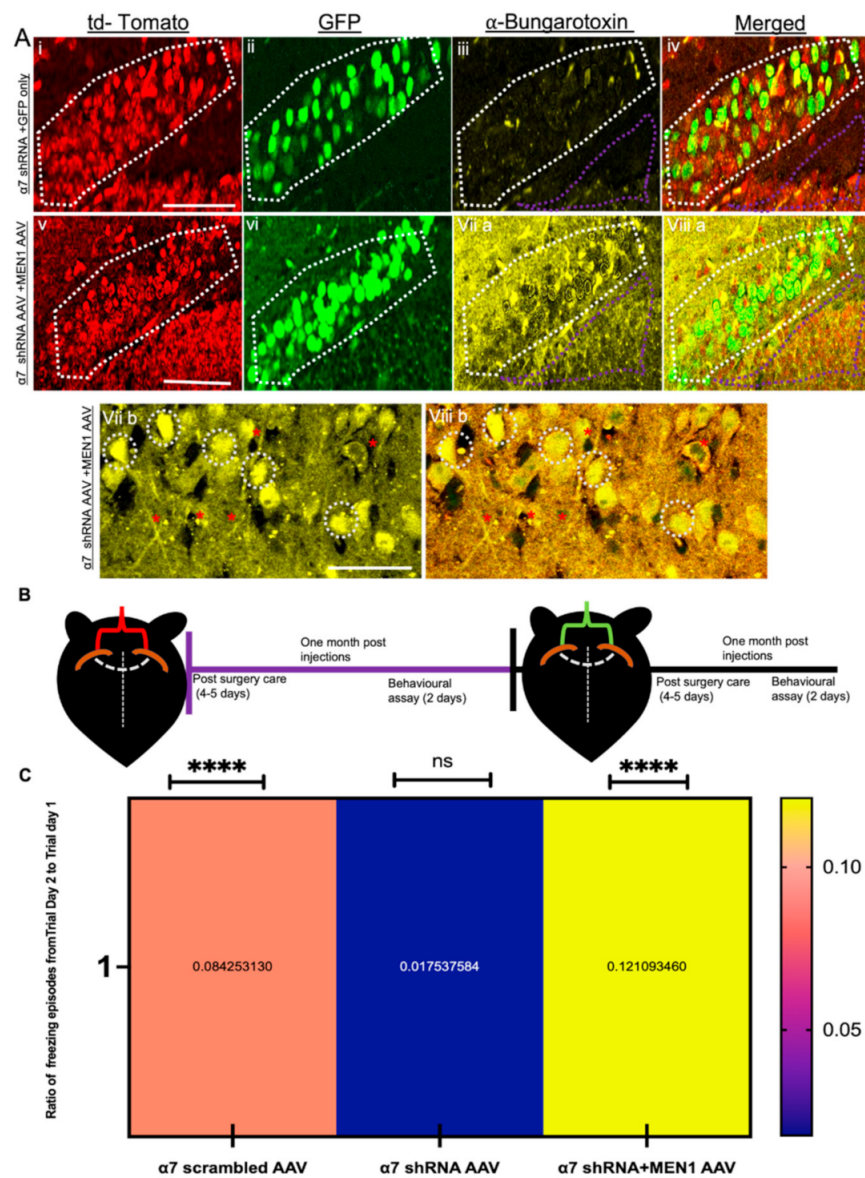 td- Tomato
GFP
α-Bungarotoxin
Merged
A
i
ii
iii
iv
α7 shRNA +GFP only
v
vi
Vii a
Viii a
α7 shRNA AAV +MEN1 AAV
Vii b
Viii b
α7 shRNA AAV +MEN1 AAV
B
One month post
injections
Post surgery care
(4-5 days)
Behavioural
assay (2 days)
One month post
injections
Post surgery care
(4-5 days)
Behavioural
assay (2 days)
C
****
ns
****
Ratio of freezing episodes fromTrial Day 2 to Trial day 1
1
0.084253130
0.017537584
0.121093460
0.10
0.05
α7 scrambled AAV
α7 shRNA AAV
α7 shRNA+MEN1 AAV